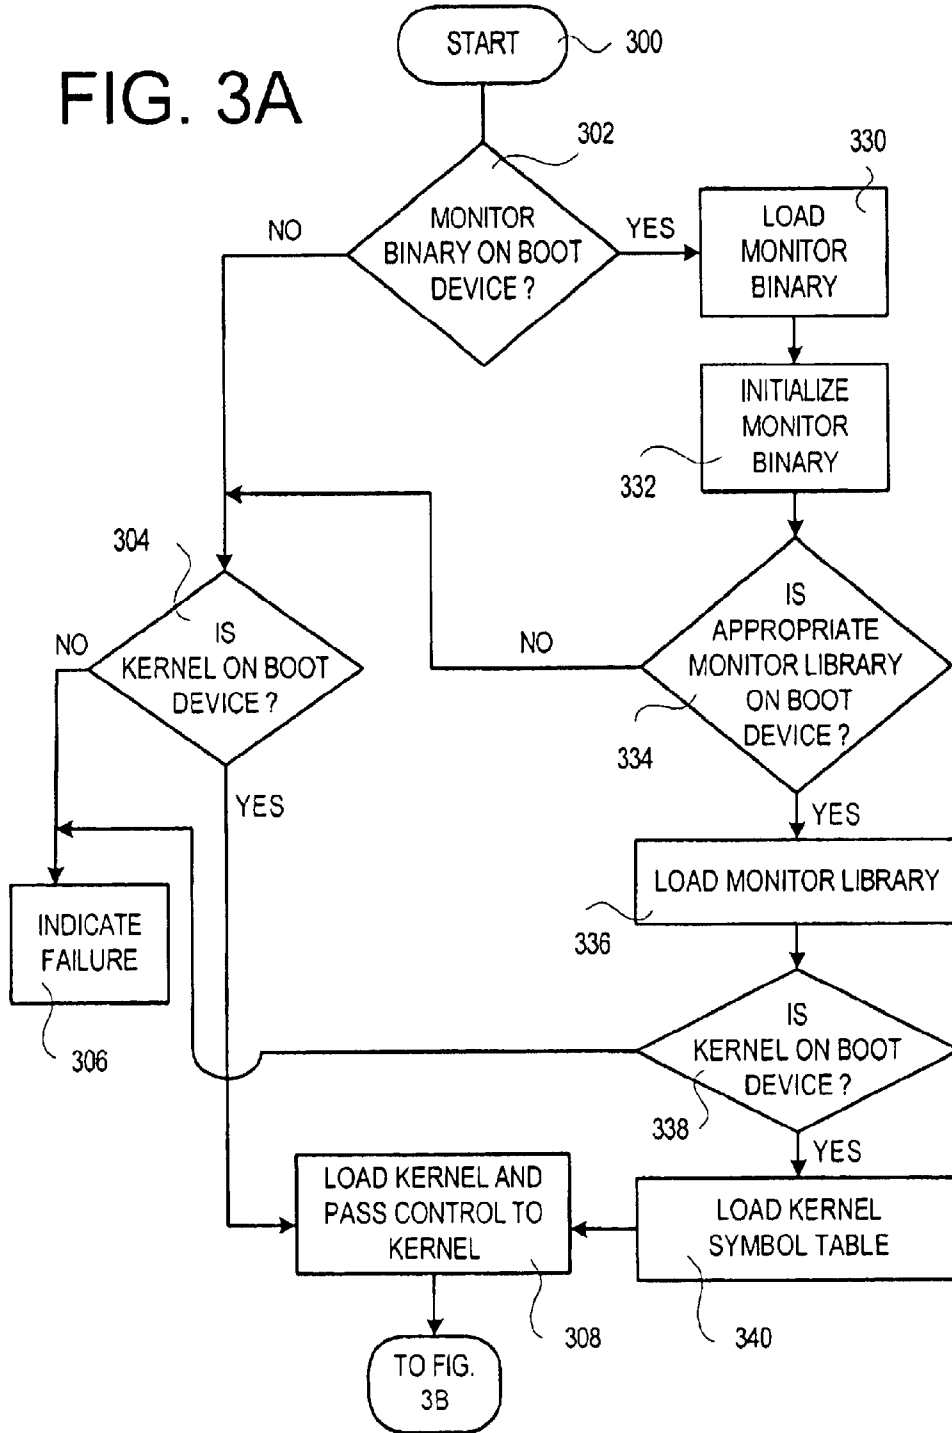 FIG. 3A
START
300
302
MONITOR
BINARY ON BOOT
DEVICE ?
NO
YES
330
LOAD
MONITOR
BINARY
INITIALIZE
MONITOR
BINARY
332
304
IS
KERNEL ON BOOT
DEVICE ?
NO
YES
IS
APPROPRIATE
MONITOR LIBRARY
ON BOOT
DEVICE ?
334
NO
YES
LOAD MONITOR LIBRARY
336
INDICATE
FAILURE
306
IS
KERNEL ON BOOT
DEVICE ?
338
YES
LOAD KERNEL AND
PASS CONTROL TO
KERNEL
308
LOAD KERNEL
SYMBOL TABLE
340
TO FIG.
3B